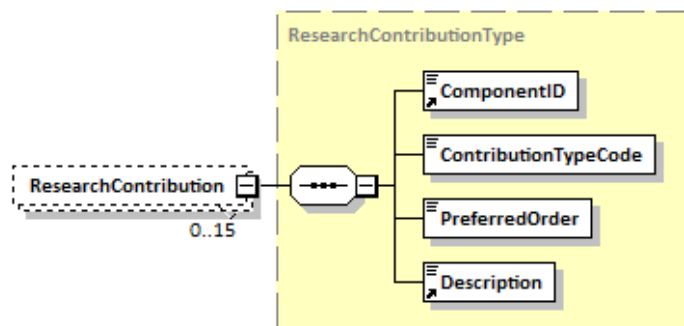 ResearchContributionType
ComponentID
ContributionTypeCode
ResearchContribution
PreferredOrder
0..15
Description